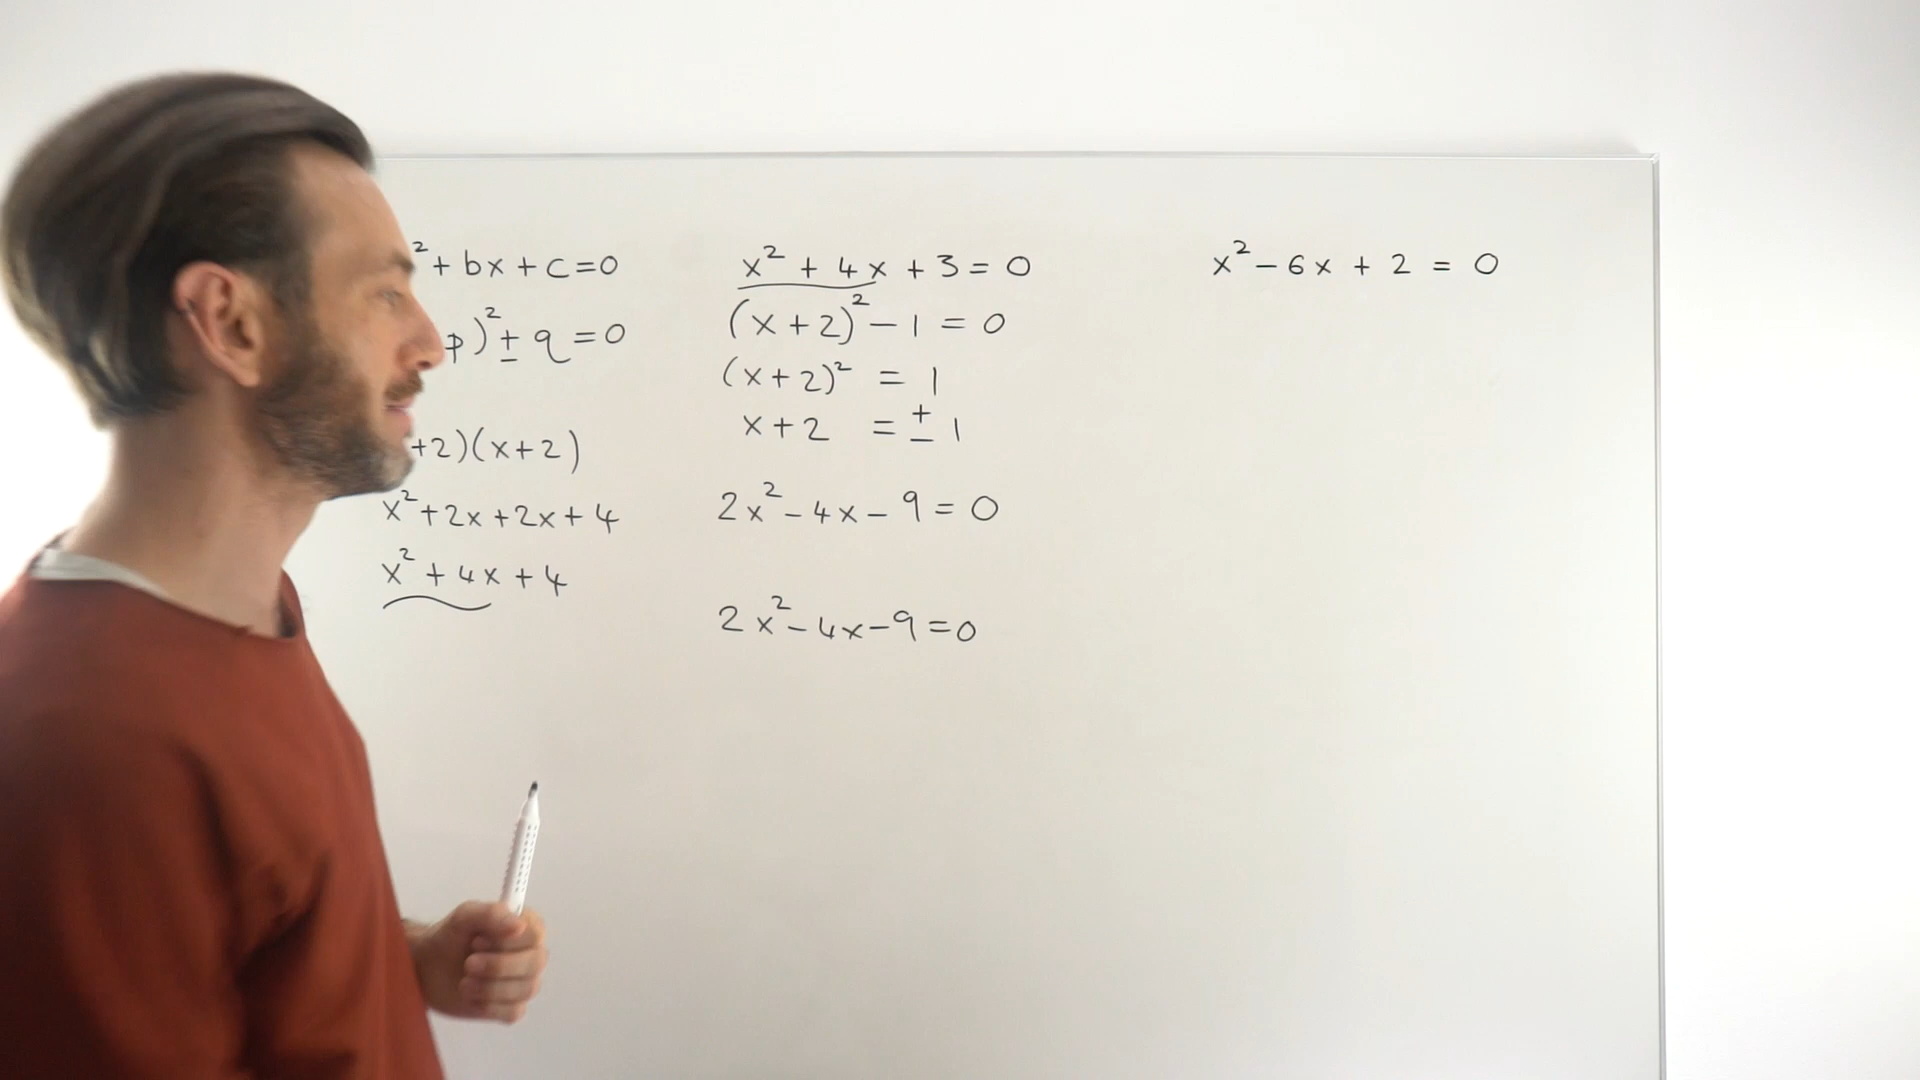 ² + bx + c = 0
p)² ± q = 0
+2)(x+2)
x² + 2x + 2x + 4
x² + 4x + 4
x² + 4x + 3 = 0
(x+2)² - 1 = 0
(x+2)² = 1
x+2 = ± 1
2x² - 4x - 9 = 0
2x² - 4x - 9 = 0
x² - 6x + 2 = 0